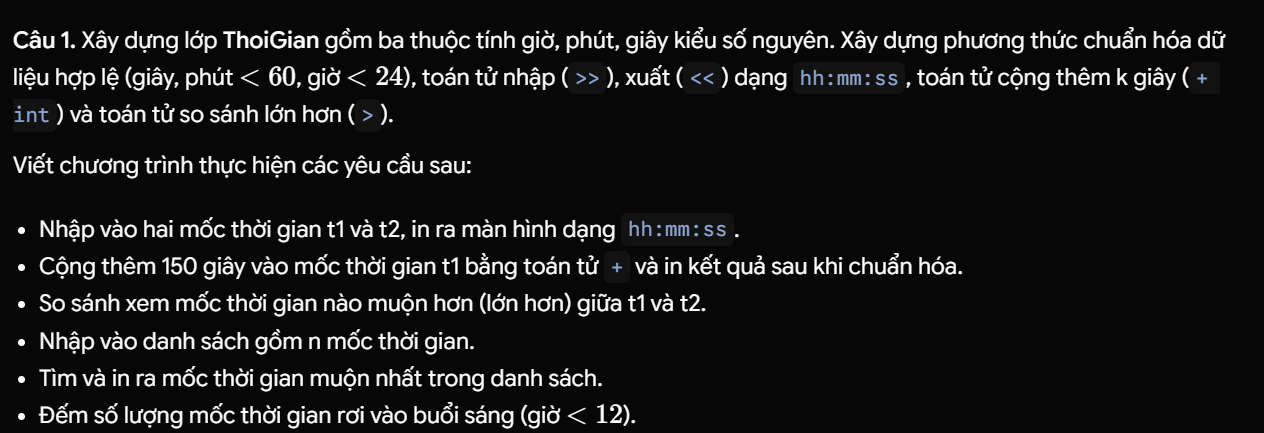 Câu 1. Xây dựng lớp ThoiGian gồm ba thuộc tính giờ, phút, giây kiểu số nguyên. Xây dựng phương thức chuẩn hóa dữ
liệu hợp lệ (giây, phút < 60, giờ < 24), toán tử nhập ( >> ), xuất ( << ) dạng hh:mm:ss , toán tử cộng thêm k giây ( +
int ) và toán tử so sánh lớn hơn ( > ).
Viết chương trình thực hiện các yêu cầu sau:
• Nhập vào hai mốc thời gian t1 và t2, in ra màn hình dạng hh:mm:ss .
• Cộng thêm 150 giây vào mốc thời gian t1 bằng toán tử + và in kết quả sau khi chuẩn hóa.
• So sánh xem mốc thời gian nào muộn hơn (lớn hơn) giữa t1 và t2.
• Nhập vào danh sách gồm n mốc thời gian.
• Tìm và in ra mốc thời gian muộn nhất trong danh sách.
• Đếm số lượng mốc thời gian rơi vào buổi sáng (giờ < 12).